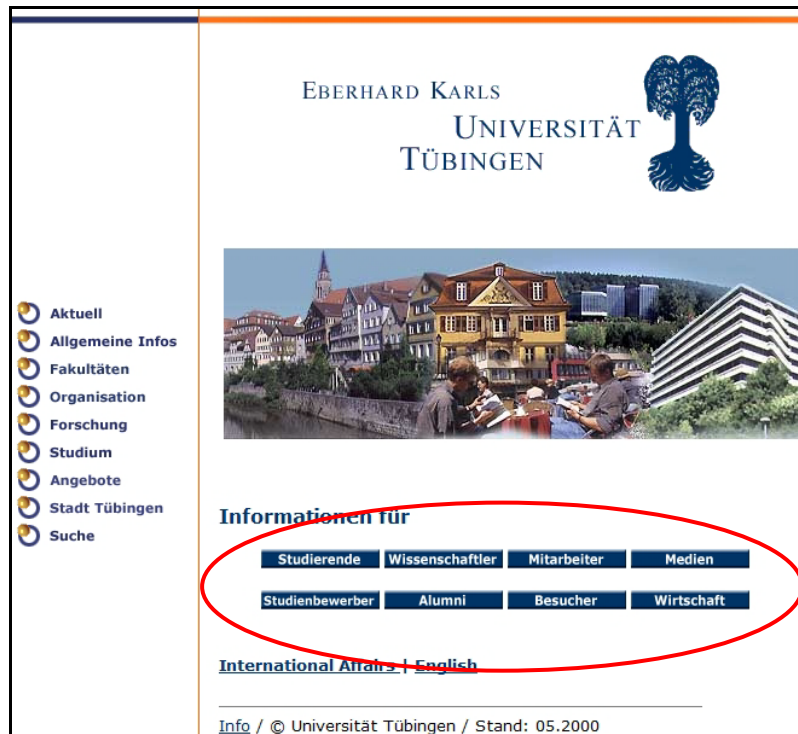 EBERHARD KARLS
UNIVERSITÄT
TÜBINGEN
Aktuell
Allgemeine Infos
Fakultäten
Organisation
Forschung
Studium
Angebote
Stadt Tübingen
Suche
Informationen für
Studierende Wissenschaftler Mitarbeiter Medien
Studienbewerber Alumni Besucher Wirtschaft
International Affairs | English
Info / © Universität Tübingen / Stand: 05.2000